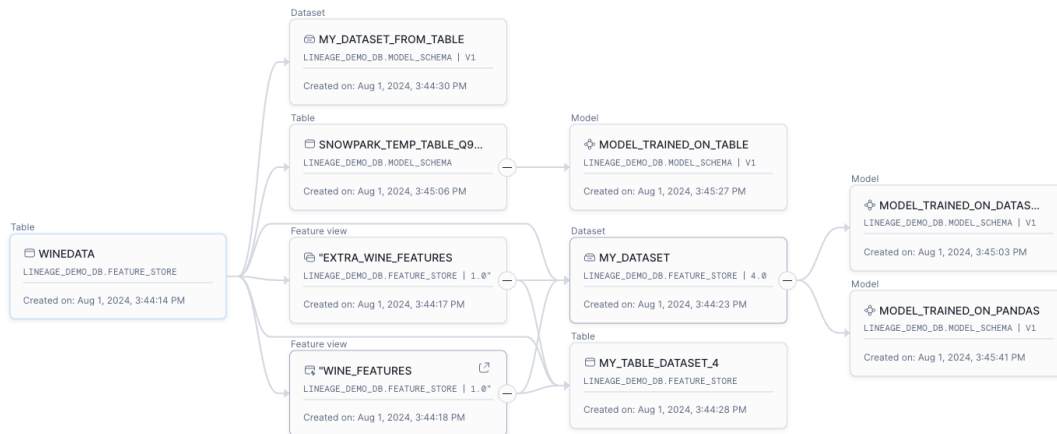 Dataset
MY_DATASET_FROM_TABLE
LINEAGE_DEMO_DB.MODEL_SCHEMA | V1
Created on: Aug 1, 2024, 3:44:30 PM
Table
SNOWPARK_TEMP_TABLE_Q9...
LINEAGE_DEMO_DB.MODEL_SCHEMA
Created on: Aug 1, 2024, 3:45:06 PM
Model
MODEL_TRAINED_ON_TABLE
LINEAGE_DEMO_DB.MODEL_SCHEMA | V1
Created on: Aug 1, 2024, 3:45:27 PM
Table
WINEDATA
LINEAGE_DEMO_DB.FEATURE_STORE
Created on: Aug 1, 2024, 3:44:14 PM
Feature view
"EXTRA_WINE_FEATURES
LINEAGE_DEMO_DB.FEATURE_STORE | 1.0"
Created on: Aug 1, 2024, 3:44:17 PM
Dataset
MY_DATASET
LINEAGE_DEMO_DB.FEATURE_STORE | 4.0
Created on: Aug 1, 2024, 3:44:23 PM
Model
MODEL_TRAINED_ON_DATAS...
LINEAGE_DEMO_DB.MODEL_SCHEMA | V1
Created on: Aug 1, 2024, 3:45:03 PM
Model
MODEL_TRAINED_ON_PANDAS
LINEAGE_DEMO_DB.MODEL_SCHEMA | V1
Created on: Aug 1, 2024, 3:45:41 PM
Feature view
"WINE_FEATURES
LINEAGE_DEMO_DB.FEATURE_STORE | 1.0"
Created on: Aug 1, 2024, 3:44:18 PM
Table
MY_TABLE_DATASET_4
LINEAGE_DEMO_DB.FEATURE_STORE
Created on: Aug 1, 2024, 3:44:28 PM